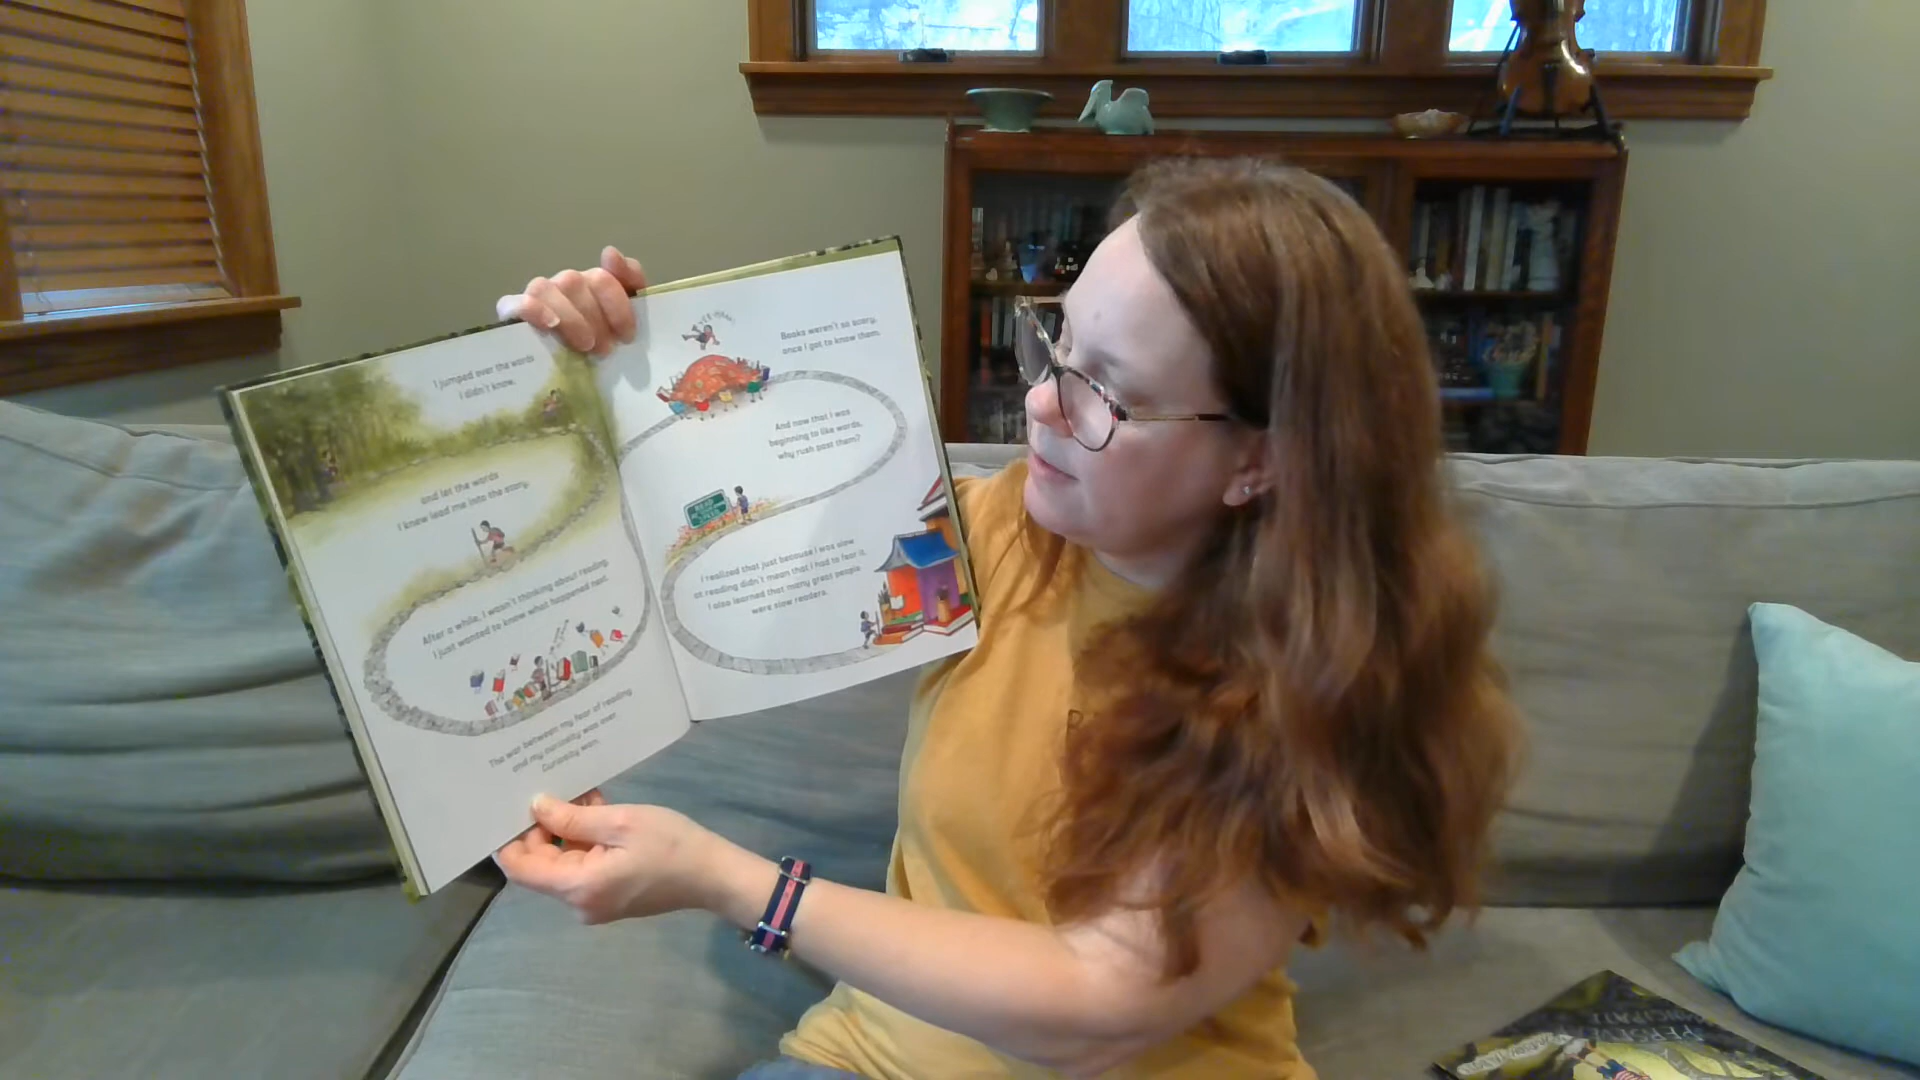 I jumped over the words
I didn't know,
and let the words
I knew lead me into the story.
After a while, I wasn't thinking about reading,
I just wanted to know what happened next.
The war between my fear of reading
and my curiosity was over.
Curiosity won.
Books weren't so scary,
once I got to know them.
And now that I was
beginning to like words,
why rush past them?
READ
I realized that just because I was slow
at reading didn't mean that I had to fear it.
I also learned that many great people
were slow readers.